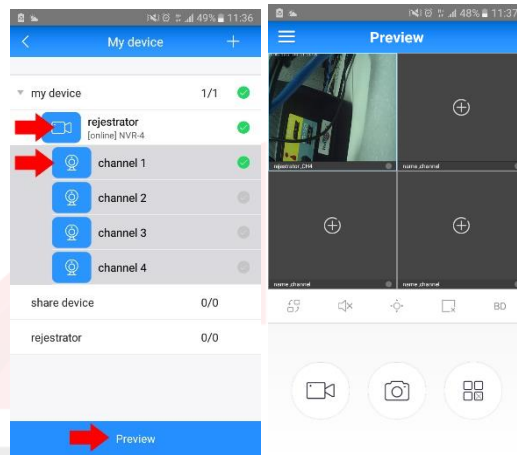 49% 11:36
My device
my device 1/1
rejestrator
[online] NVR-4
channel 1
channel 2
channel 3
channel 4
share device 0/0
rejestrator 0/0
Preview
48% 11:37
Preview
rejestrator_CH4
name_channel
name_channel
name_channel
BD